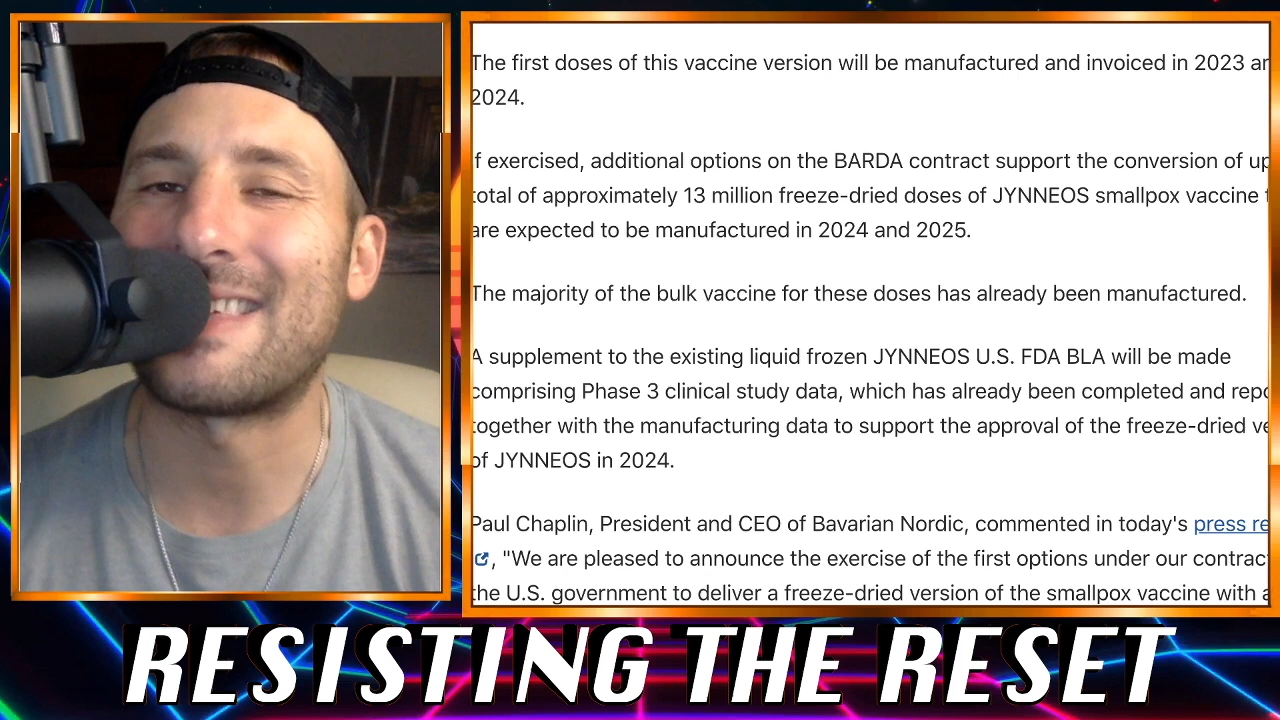 The first doses of this vaccine version will be manufactured and invoiced in 2023 an
2024.
f exercised, additional options on the BARDA contract support the conversion of up
total of approximately 13 million freeze-dried doses of JYNNEOS smallpox vaccine t
are expected to be manufactured in 2024 and 2025.
The majority of the bulk vaccine for these doses has already been manufactured.
A supplement to the existing liquid frozen JYNNEOS U.S. FDA BLA will be made
comprising Phase 3 clinical study data, which has already been completed and repo
together with the manufacturing data to support the approval of the freeze-dried ve
of JYNNEOS in 2024.
Paul Chaplin, President and CEO of Bavarian Nordic, commented in today's press re
, "We are pleased to announce the exercise of the first options under our contrac
the U.S. government to deliver a freeze-dried version of the smallpox vaccine with a
RESISTING THE RESET